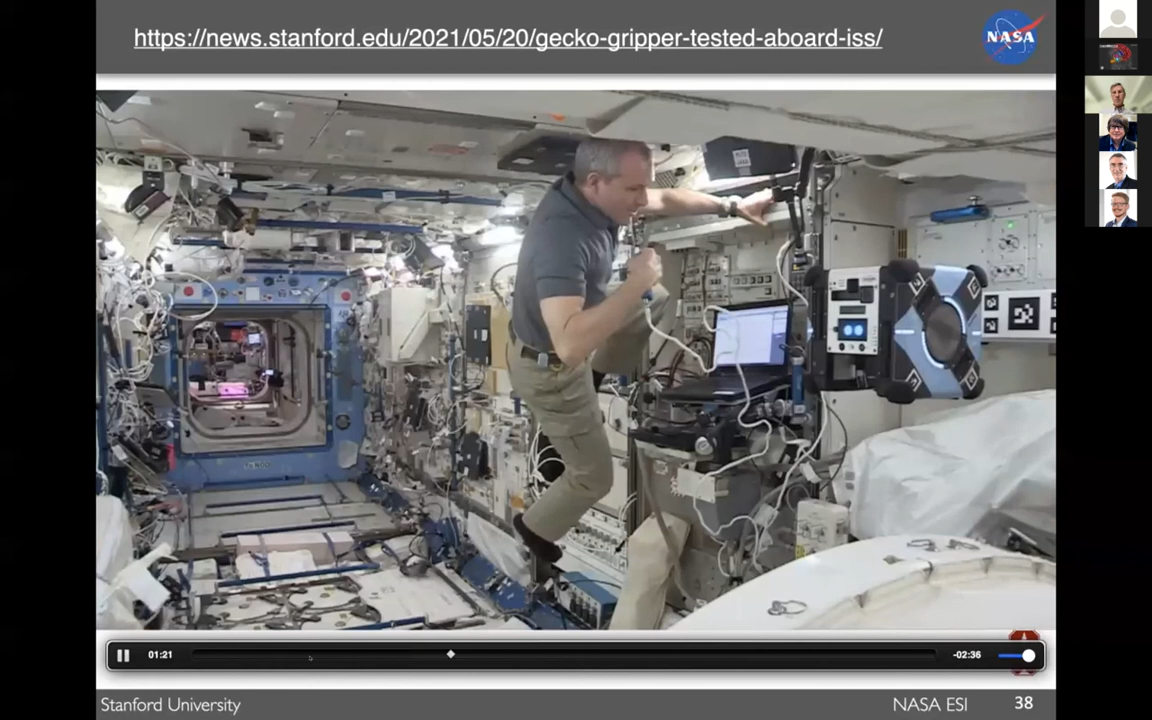 https://news.stanford.edu/2021/05/20/gecko-gripper-tested-aboard-iss/
NASA
01:21
-02:36
Stanford University
NASA ESI
38